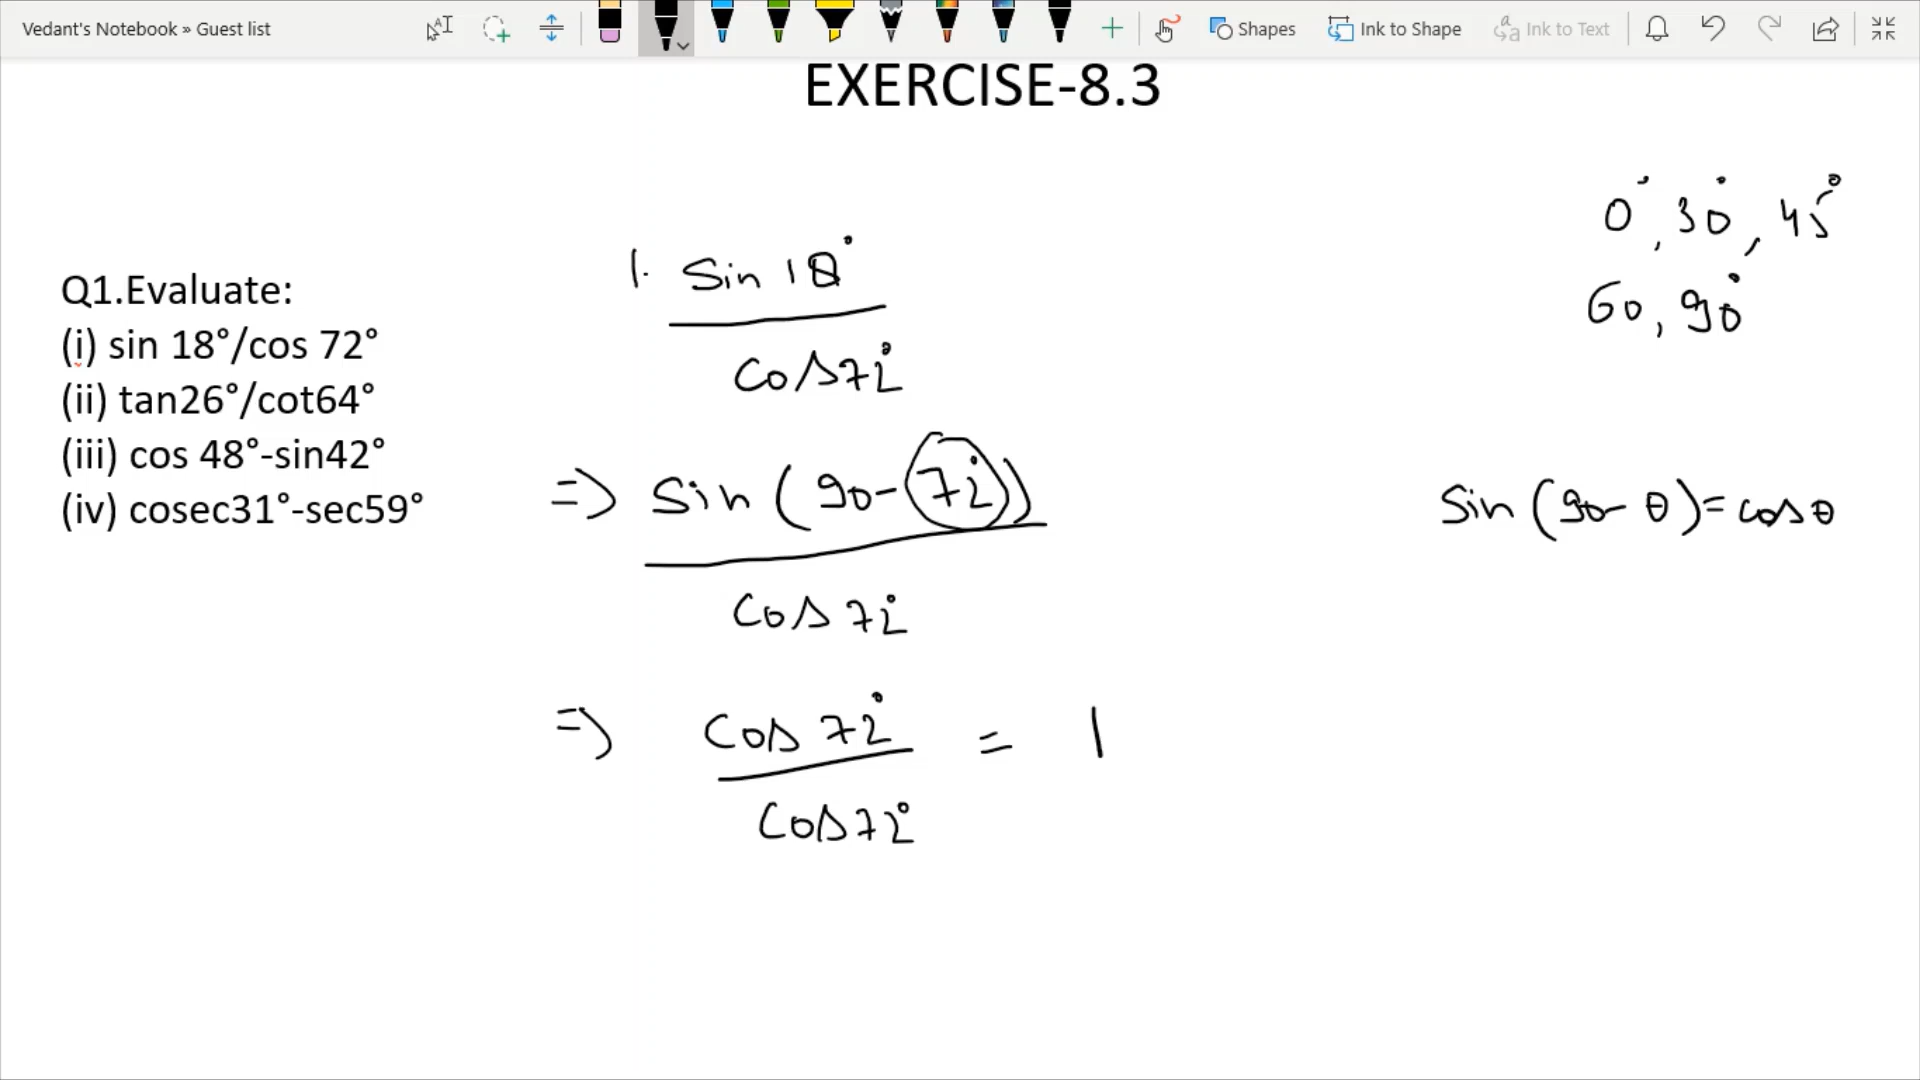 Vedant's Notebook » Guest list
Shapes
Ink to Shape
Ink to Text
EXERCISE-8.3
Q1.Evaluate:
(i) sin 18°/cos 72°
(ii) tan26°/cot64°
(iii) cos 48°-sin42°
(iv) cosec31°-sec59°
1. Sin 18°
Cos 72°
=> Sin (90-72°)
Cos 72°
=> Cos 72° = 1
Cos 72°
0°, 30°, 45°
60, 90°
Sin (90-θ) = cos θ